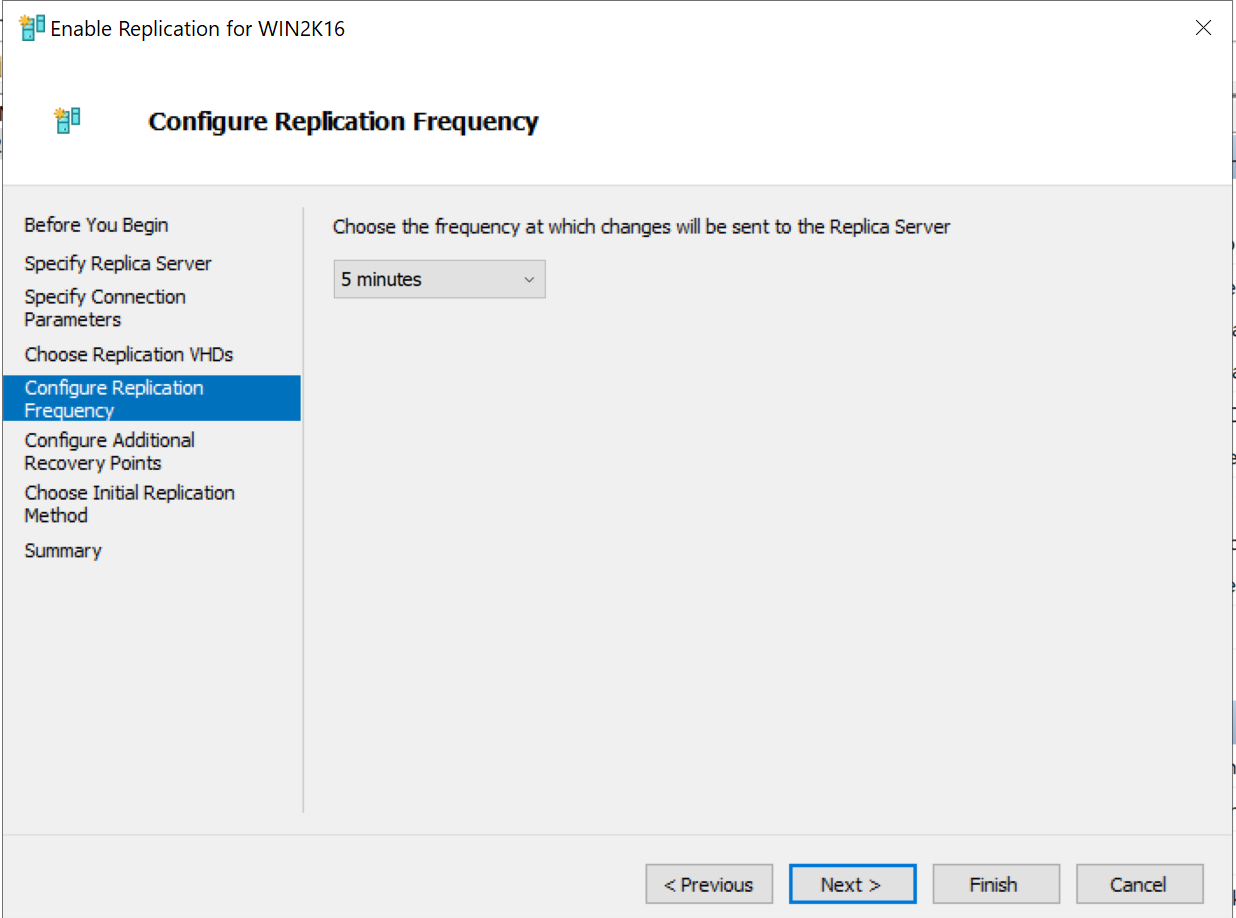 Enable Replication for WIN2K16
Configure Replication Frequency
Before You Begin
Specify Replica Server
Specify Connection
Parameters
Choose Replication VHDs
Configure Replication
Frequency
Configure Additional
Recovery Points
Choose Initial Replication
Method
Summary
Choose the frequency at which changes will be sent to the Replica Server
5 minutes
< Previous
Next >
Finish
Cancel